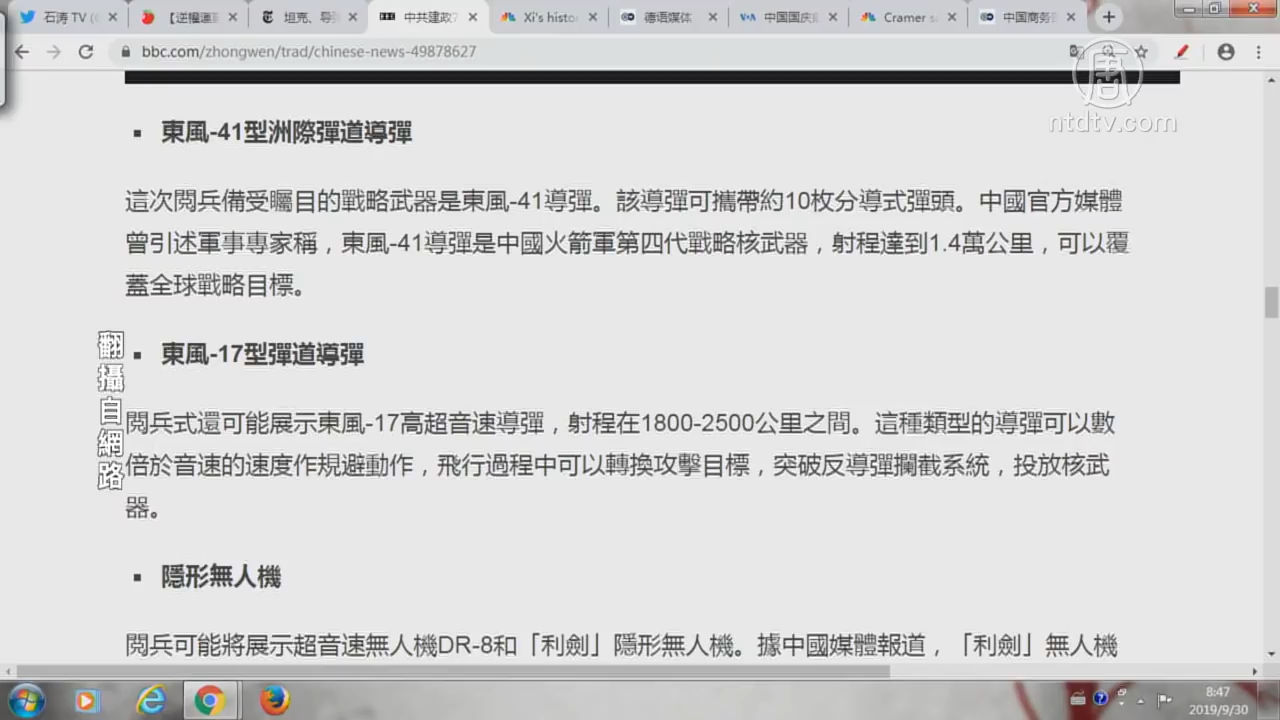 石涛 TV (
【逆權運
坦克、导
中共建政7
Xi's histo
德语媒体
中国国庆
Cramer s
中国商务
bbc.com/zhongwen/trad/chinese-news-49878627
唐
ntdtv.com
▪ 東風-41型洲際彈道導彈
這次閱兵備受矚目的戰略武器是東風-41導彈。該導彈可攜帶約10枚分導式彈頭。中國官方媒體
曾引述軍事專家稱，東風-41導彈是中國火箭軍第四代戰略核武器，射程達到1.4萬公里，可以覆
蓋全球戰略目標。
翻攝自網路
▪ 東風-17型彈道導彈
閱兵式還可能展示東風-17高超音速導彈，射程在1800-2500公里之間。這種類型的導彈可以數
倍於音速的速度作規避動作，飛行過程中可以轉換攻擊目標，突破反導彈攔截系統，投放核武
器。
▪ 隱形無人機
閱兵可能將展示超音速無人機DR-8和「利劍」隱形無人機。據中國媒體報道，「利劍」無人機
8:47
2019/9/30